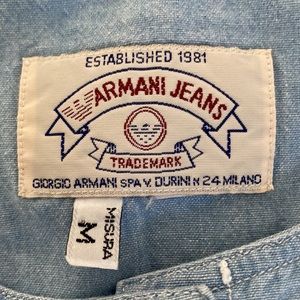 ESTABLISHED 1981
ARMANI JEANS
TRADEMARK
GIORGIO ARMANI SPA V. DURINI N 24 MILANO
MISURA
M